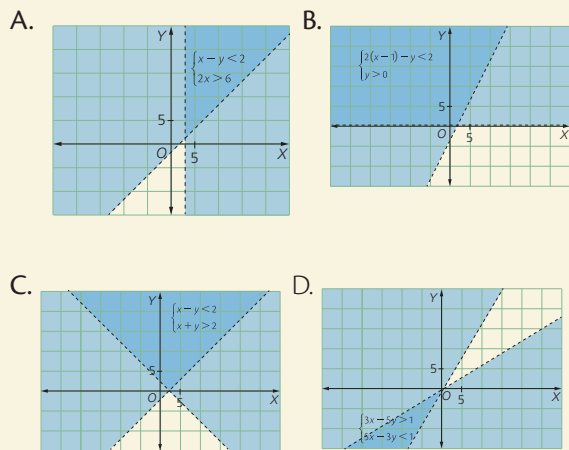 A.
Y
{x − y < 2
2x > 6
5
O
5
X
B.
Y
{2(x − 1) − y < 2
y > 0
5
O
5
X
C.
Y
{x − y < 2
x + y > 2
5
O
5
X
D.
Y
5
O
5
X
{3x − 5y > 1
5x − 3y < 1